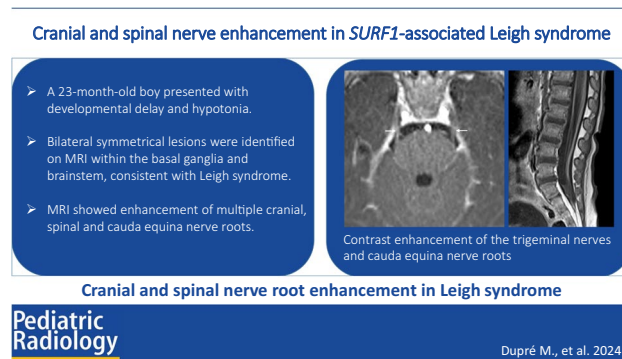 Cranial and spinal nerve enhancement in SURF1-associated Leigh syndrome
➢ A 23-month-old boy presented with
developmental delay and hypotonia.
➢ Bilateral symmetrical lesions were identified
on MRI within the basal ganglia and
brainstem, consistent with Leigh syndrome.
➢ MRI showed enhancement of multiple cranial,
spinal and cauda equina nerve roots.
Contrast enhancement of the trigeminal nerves
and cauda equina nerve roots
Cranial and spinal nerve root enhancement in Leigh syndrome
Pediatric
Radiology
Dupré M., et al. 2024